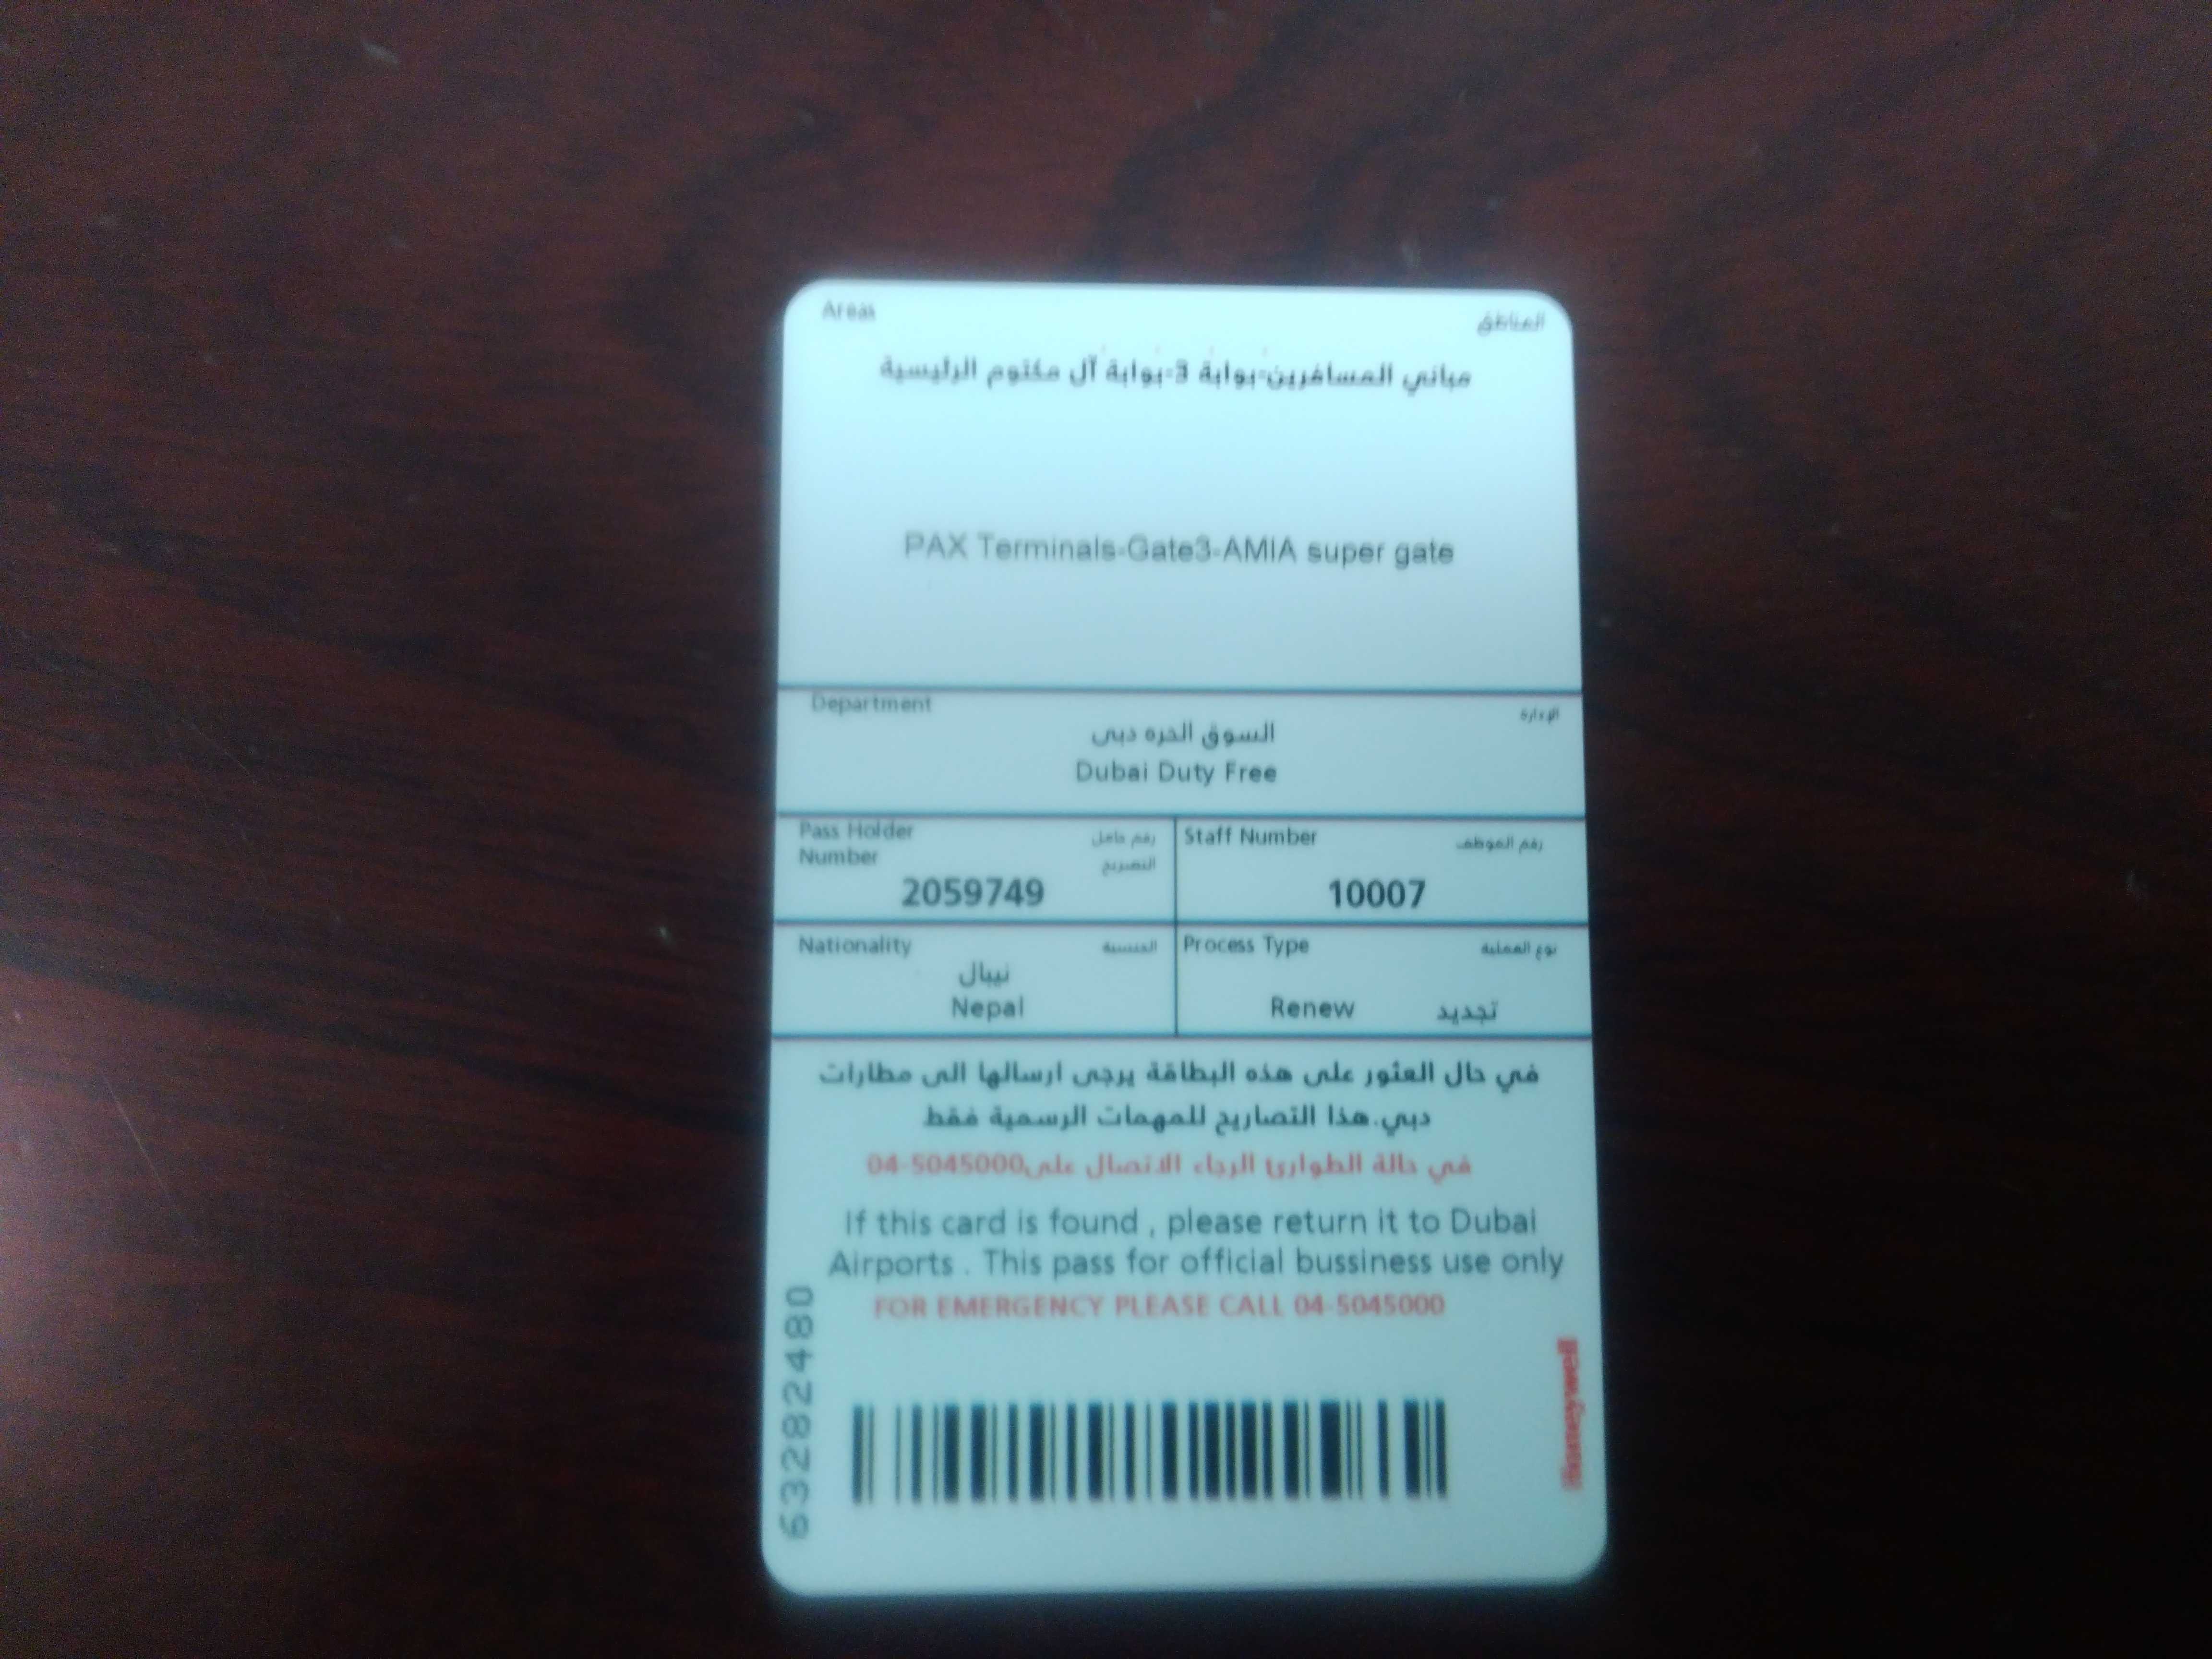 Areas المناطق
مباني المسافرين-بوابة 3-بوابة آل مكتوم الرئيسية
PAX Terminals-Gate3-AMIA super gate
Department الإدارة
السوق الحره دبى
Dubai Duty Free
Pass Holder رقم حامل
Number التصريح
2059749
Staff Number رقم الموظف
10007
Nationality الجنسية
نيبال
Nepal
Process Type نوع العملية
Renew تجديد
في حال العثور على هذه البطاقة يرجى ارسالها الى مطارات
دبي.هذا التصاريح للمهمات الرسمية فقط
في حالة الطوارئ الرجاء الاتصال على04-5045000
If this card is found , please return it to Dubai
Airports . This pass for official bussiness use only
FOR EMERGENCY PLEASE CALL 04-5045000
63282480
Honeywell